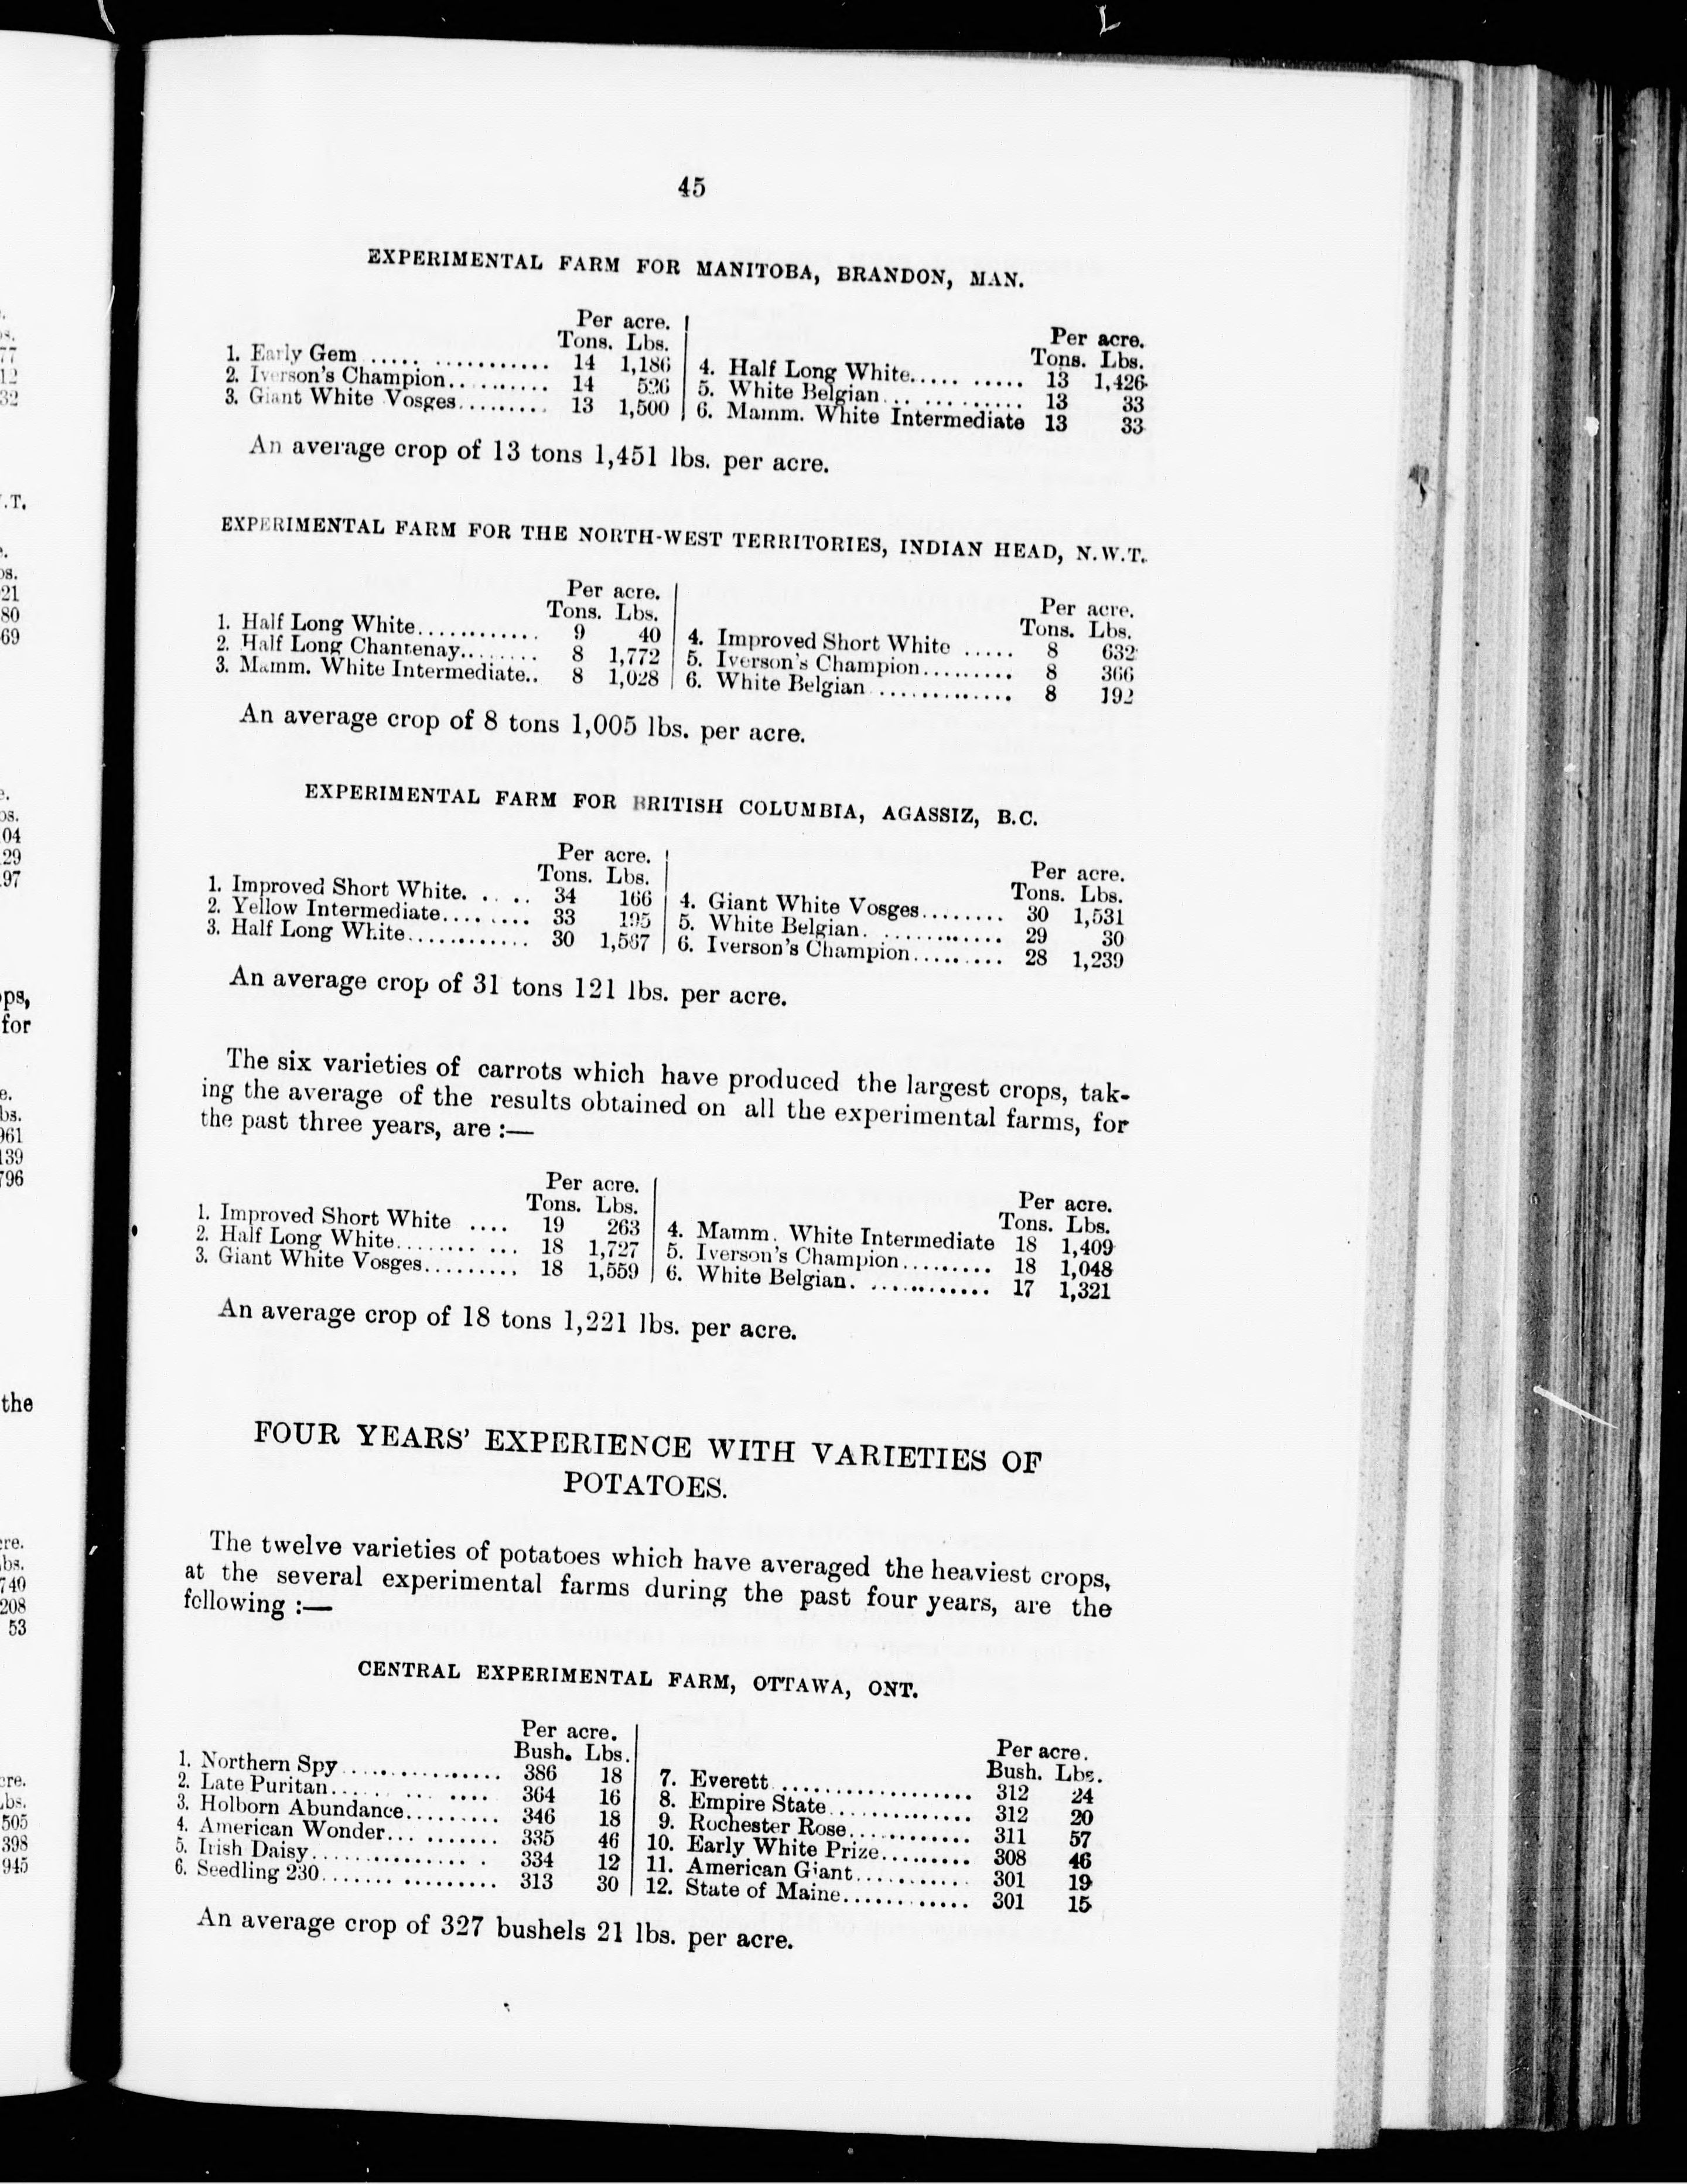 45
EXPERIMENTAL FARM FOR MANITOBA, BRANDON, MAN.
Per acre.
Tons. Lbs.
1. Early Gem ..... ............ 14 1,186
2. Iverson's Champion.. ........ 14 526
3. Giant White Vosges......... 13 1,500
Per acre.
Tons. Lbs.
4. Half Long White..... ..... 13 1,426
5. White Belgian... .......... 13 33
6. Mamm. White Intermediate 13 33
An average crop of 13 tons 1,451 lbs. per acre.
EXPERIMENTAL FARM FOR THE NORTH-WEST TERRITORIES, INDIAN HEAD, N.W.T.
Per acre.
Tons. Lbs.
1. Half Long White............ 9 40
2. Half Long Chantenay........ 8 1,772
3. Mamm. White Intermediate.. 8 1,028
Per acre.
Tons. Lbs.
4. Improved Short White ..... 8 632
5. Iverson's Champion......... 8 366
6. White Belgian .............. 8 192
An average crop of 8 tons 1,005 lbs. per acre.
EXPERIMENTAL FARM FOR BRITISH COLUMBIA, AGASSIZ, B.C.
Per acre.
Tons. Lbs.
1. Improved Short White. . .. 34 166
2. Yellow Intermediate......... 33 195
3. Half Long White............ 30 1,567
Per acre.
Tons. Lbs.
4. Giant White Vosges........ 30 1,531
5. White Belgian. ............ 29 30
6. Iverson's Champion......... 28 1,239
An average crop of 31 tons 121 lbs. per acre.
The six varieties of carrots which have produced the largest crops, tak-
ing the average of the results obtained on all the experimental farms, for
the past three years, are :—
Per acre.
Tons. Lbs.
1. Improved Short White .... 19 263
2. Half Long White......... ... 18 1,727
3. Giant White Vosges......... 18 1,559
Per acre.
Tons. Lbs.
4. Mamm. White Intermediate 18 1,409
5. Iverson's Champion......... 18 1,048
6. White Belgian. ............ 17 1,321
An average crop of 18 tons 1,221 lbs. per acre.
FOUR YEARS' EXPERIENCE WITH VARIETIES OF
POTATOES.
The twelve varieties of potatoes which have averaged the heaviest crops,
at the several experimental farms during the past four years, are the
following :—
CENTRAL EXPERIMENTAL FARM, OTTAWA, ONT.
Per acre.
Bush. Lbs.
1. Northern Spy ................ 386 18
2. Late Puritan.... ... .... 364 16
3. Holborn Abundance......... 346 18
4. American Wonder... ....... 335 46
5. Irish Daisy................ . 334 12
6. Seedling 230....... ......... 313 30
Per acre.
Bush. Lbs.
7. Everett ................... 312 24
8. Empire State.............. 312 20
9. Rochester Rose............ 311 57
10. Early White Prize......... 308 46
11. American Giant........... 301 19
12. State of Maine............ 301 15
An average crop of 327 bushels 21 lbs. per acre.